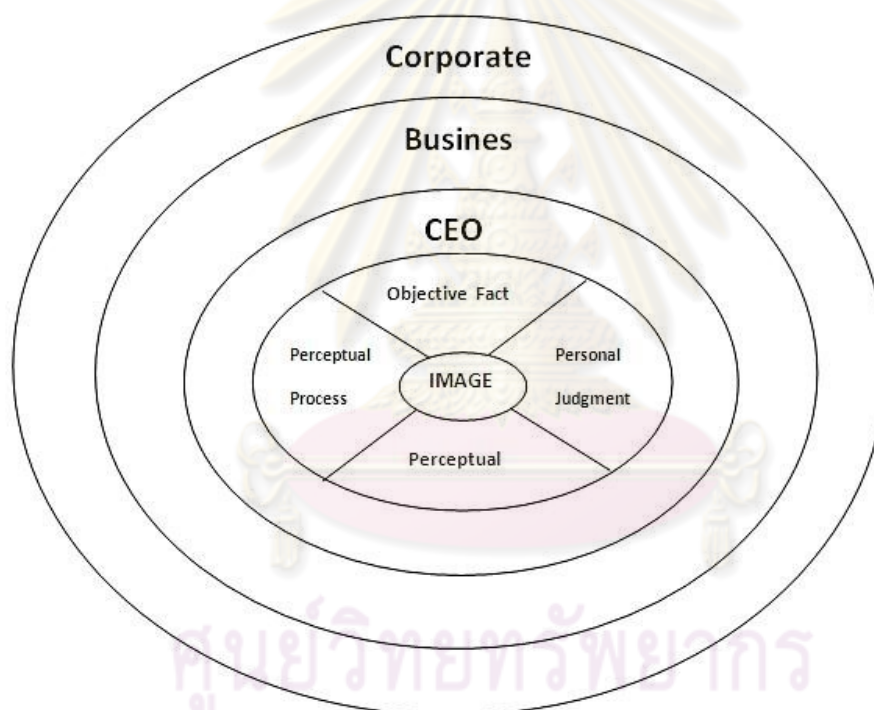 Corporate
Busines
CEO
Objective Fact
Perceptual
Process
IMAGE
Personal
Judgment
Perceptual
ศูนย์วิทยทรัพยากร